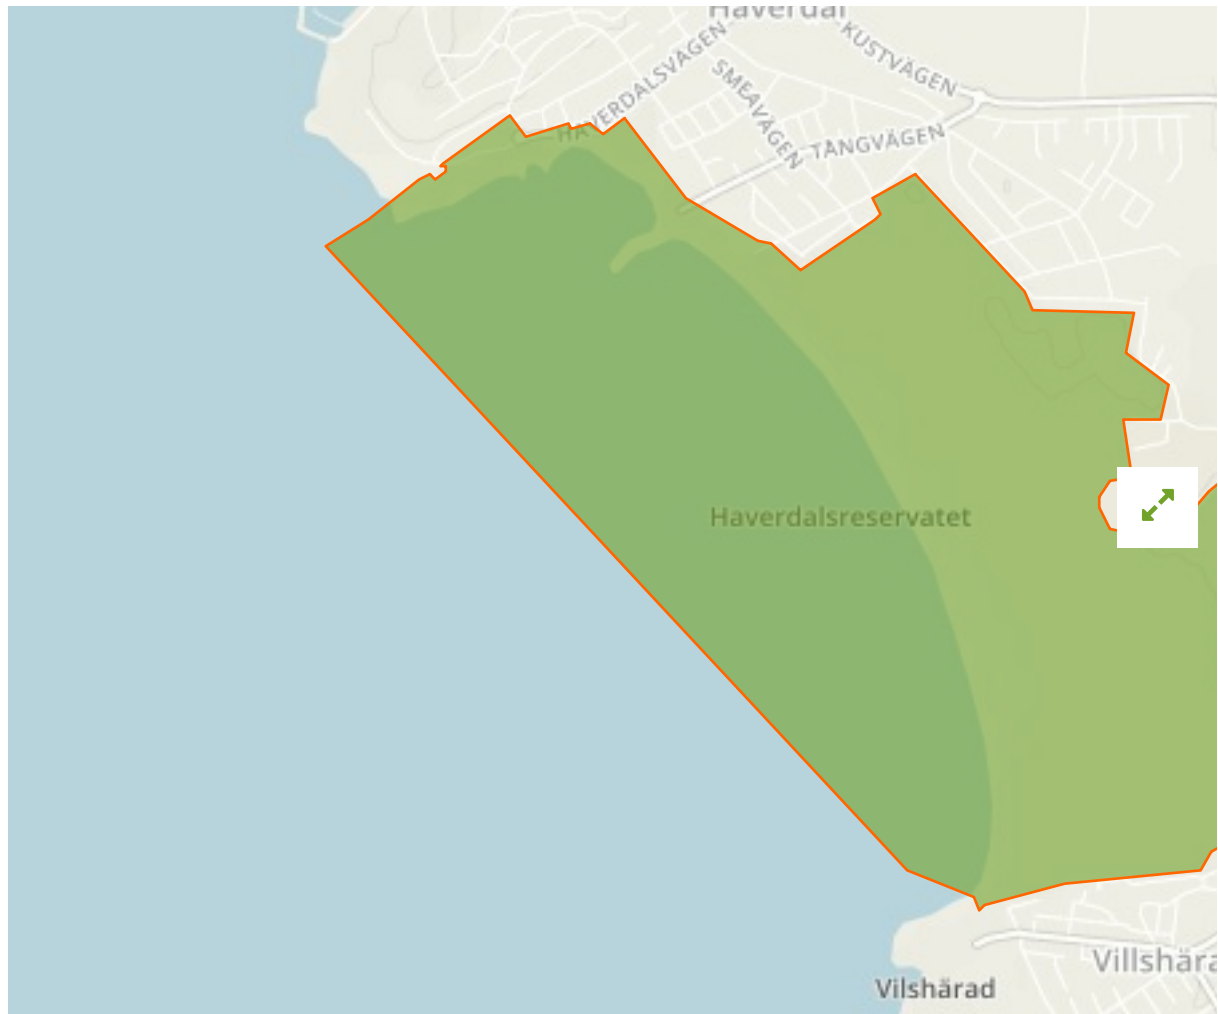 Haverdal
KUSTVÄGEN
HAVERDALSVÄGEN
SMEAVÄGEN
TÅNGVÄGEN
Haverdalsreservatet
Villshära
Vilshärad